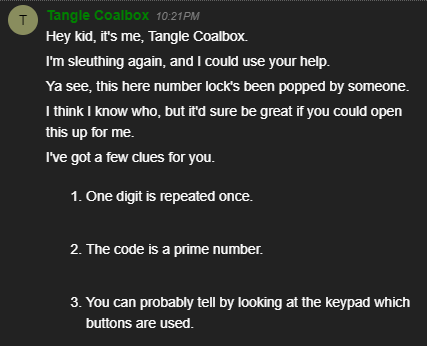 T
Tangle Coalbox 10:21PM
Hey kid, it's me, Tangle Coalbox.
I'm sleuthing again, and I could use your help.
Ya see, this here number lock's been popped by someone.
I think I know who, but it'd sure be great if you could open
this up for me.
I've got a few clues for you.
1. One digit is repeated once.
2. The code is a prime number.
3. You can probably tell by looking at the keypad which
buttons are used.